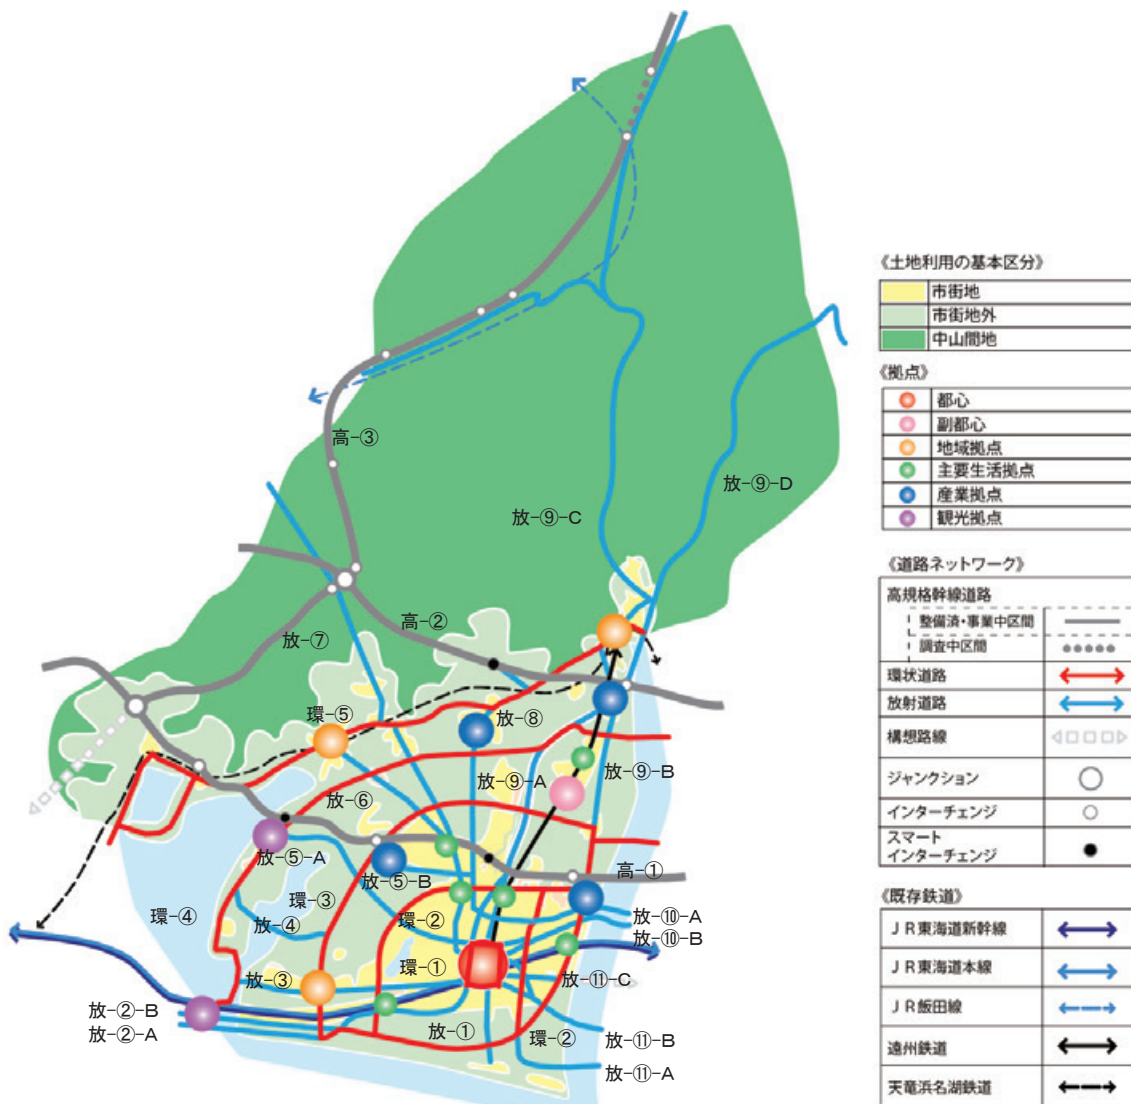 高-③
放-⑨-D
放-⑨-C
高-②
放-⑦
環-⑤
放-⑧
放-⑨-A
放-⑨-B
放-⑥
放-⑤-A
放-⑤-B
高-①
環-③
環-④
放-④
環-②
放-⑩-A
放-⑩-B
環-①
放-③
放-⑪-C
放-②-B
放-②-A
放-①
環-②
放-⑪-B
放-⑪-A
《土地利用の基本区分》
市街地
市街地外
中山間地
《拠点》
都心
副都心
地域拠点
主要生活拠点
産業拠点
観光拠点
《道路ネットワーク》
高規格幹線道路
整備済・事業中区間
調査中区間
環状道路
放射道路
構想路線
ジャンクション
インターチェンジ
スマート
インターチェンジ
《既存鉄道》
ＪＲ東海道新幹線
ＪＲ東海道本線
ＪＲ飯田線
遠州鉄道
天竜浜名湖鉄道